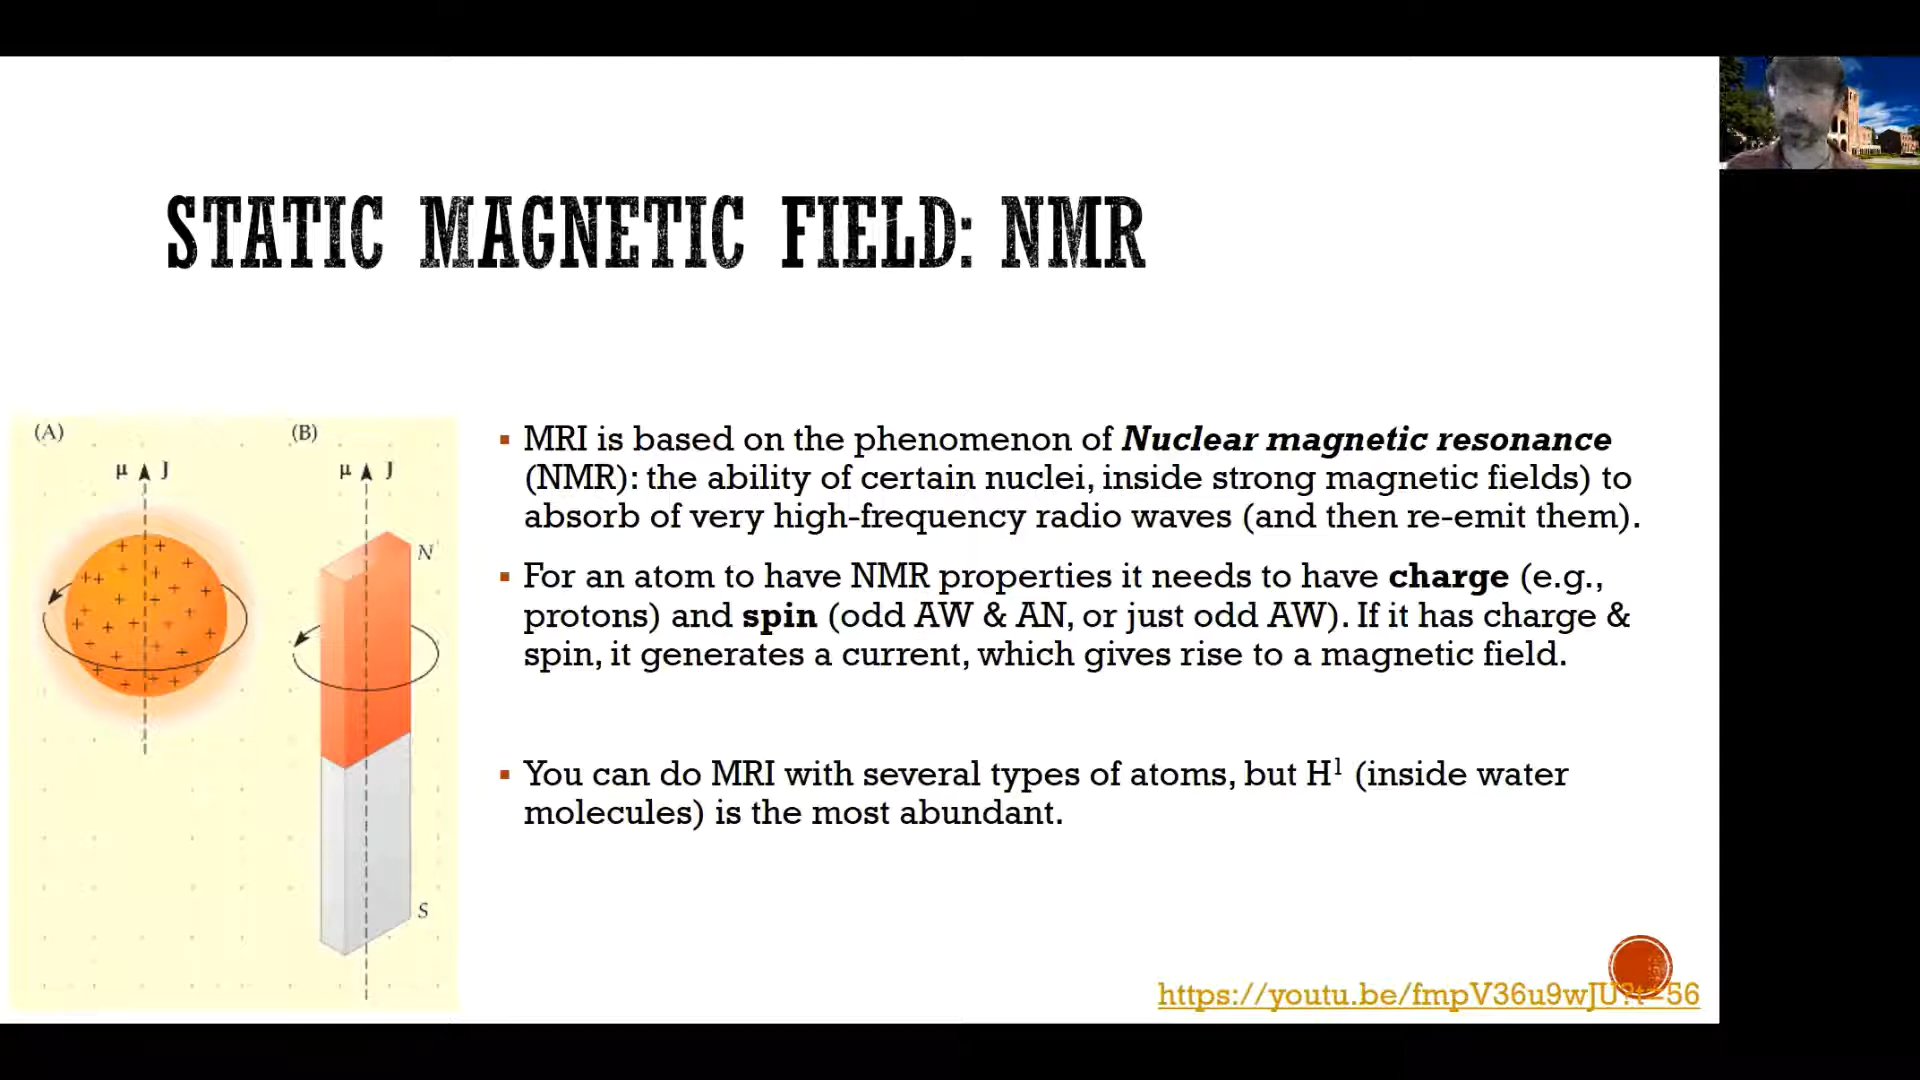 STATIC MAGNETIC FIELD: NMR
(A)
(B)
μ J
μ J
N
S
▪ MRI is based on the phenomenon of Nuclear magnetic resonance
(NMR): the ability of certain nuclei, inside strong magnetic fields) to
absorb of very high-frequency radio waves (and then re-emit them).
▪ For an atom to have NMR properties it needs to have charge (e.g.,
protons) and spin (odd AW & AN, or just odd AW). If it has charge &
spin, it generates a current, which gives rise to a magnetic field.
▪ You can do MRI with several types of atoms, but H¹ (inside water
molecules) is the most abundant.
https://youtu.be/fmpV36u9wJU?t=56